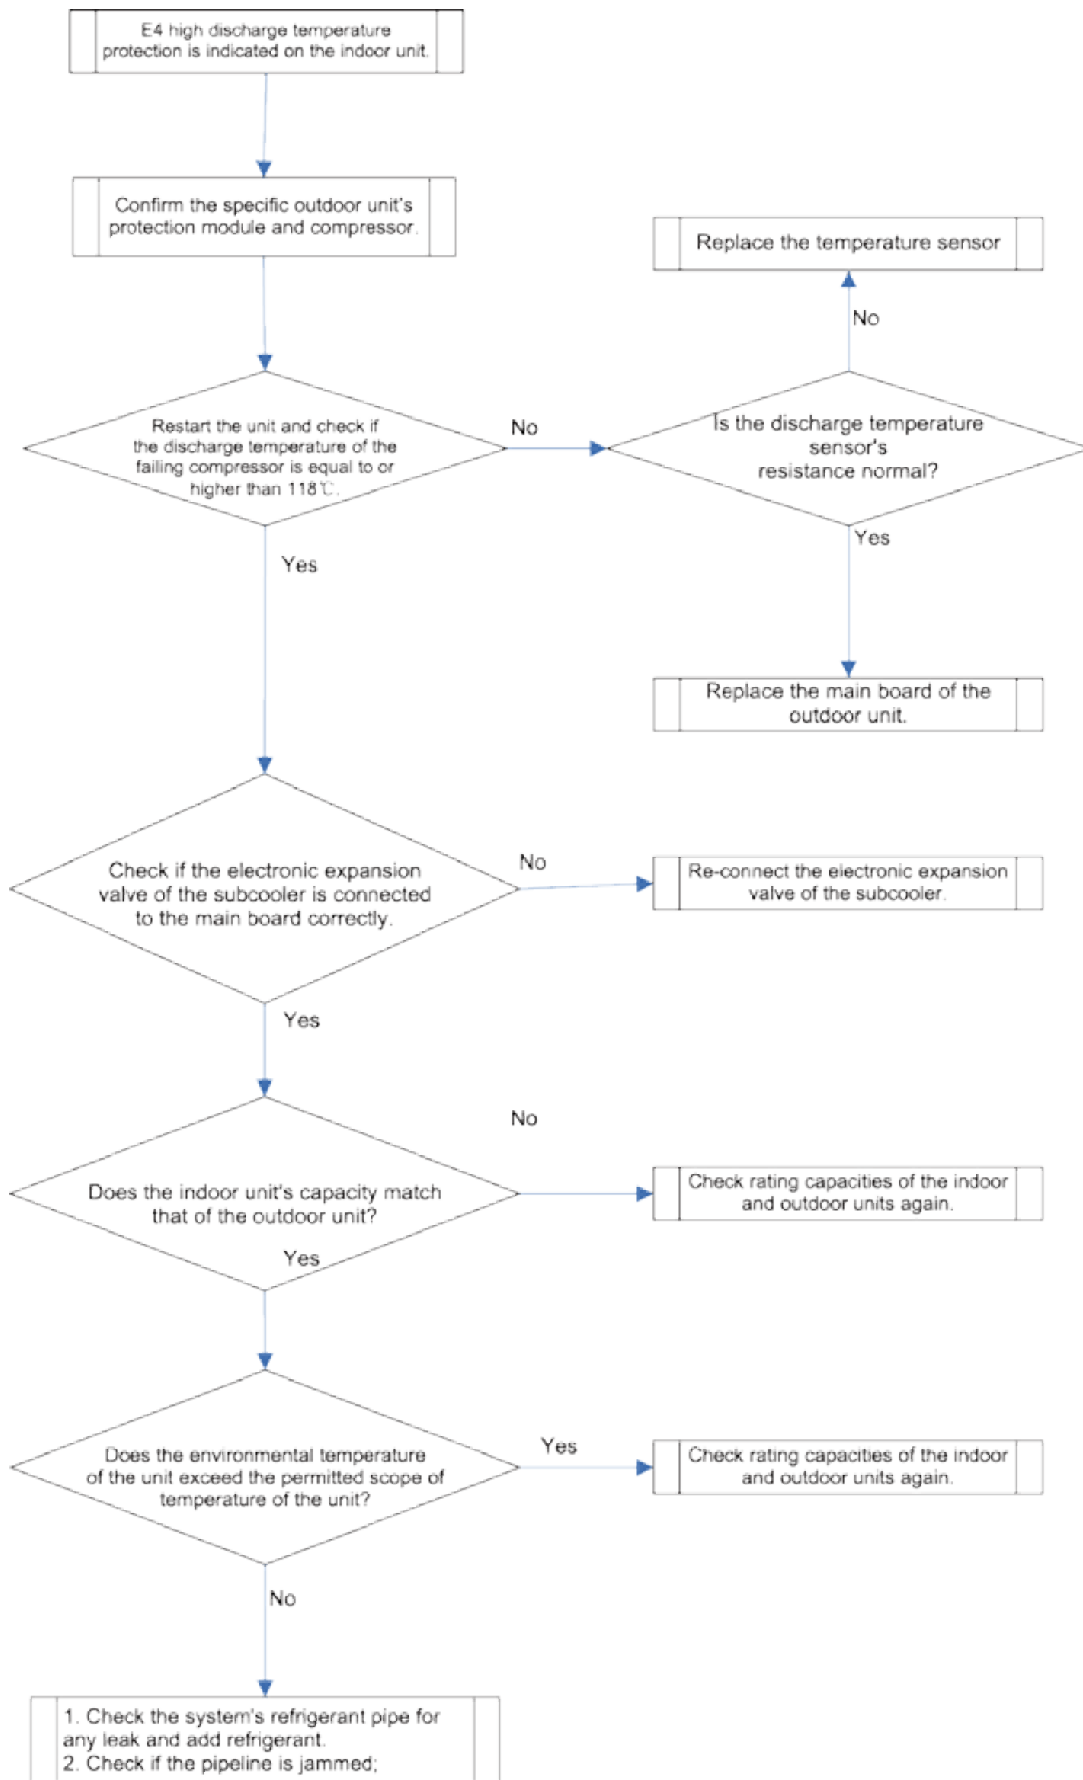 E4 high discharge temperature
protection is indicated on the indoor unit.
Confirm the specific outdoor unit's
protection module and compressor.
Replace the temperature sensor
No
Restart the unit and check if
the discharge temperature of the
failing compressor is equal to or
higher than 118℃.
No
Is the discharge temperature
sensor's
resistance normal?
Yes
Yes
Replace the main board of the
outdoor unit.
Check if the electronic expansion
valve of the subcooler is connected
to the main board correctly.
No
Re-connect the electronic expansion
valve of the subcooler.
Yes
No
Does the indoor unit's capacity match
that of the outdoor unit?
Check rating capacities of the indoor
and outdoor units again.
Yes
Does the environmental temperature
of the unit exceed the permitted scope of
temperature of the unit?
Yes
Check rating capacities of the indoor
and outdoor units again.
No
1. Check the system's refrigerant pipe for
any leak and add refrigerant.
2. Check if the pipeline is jammed;